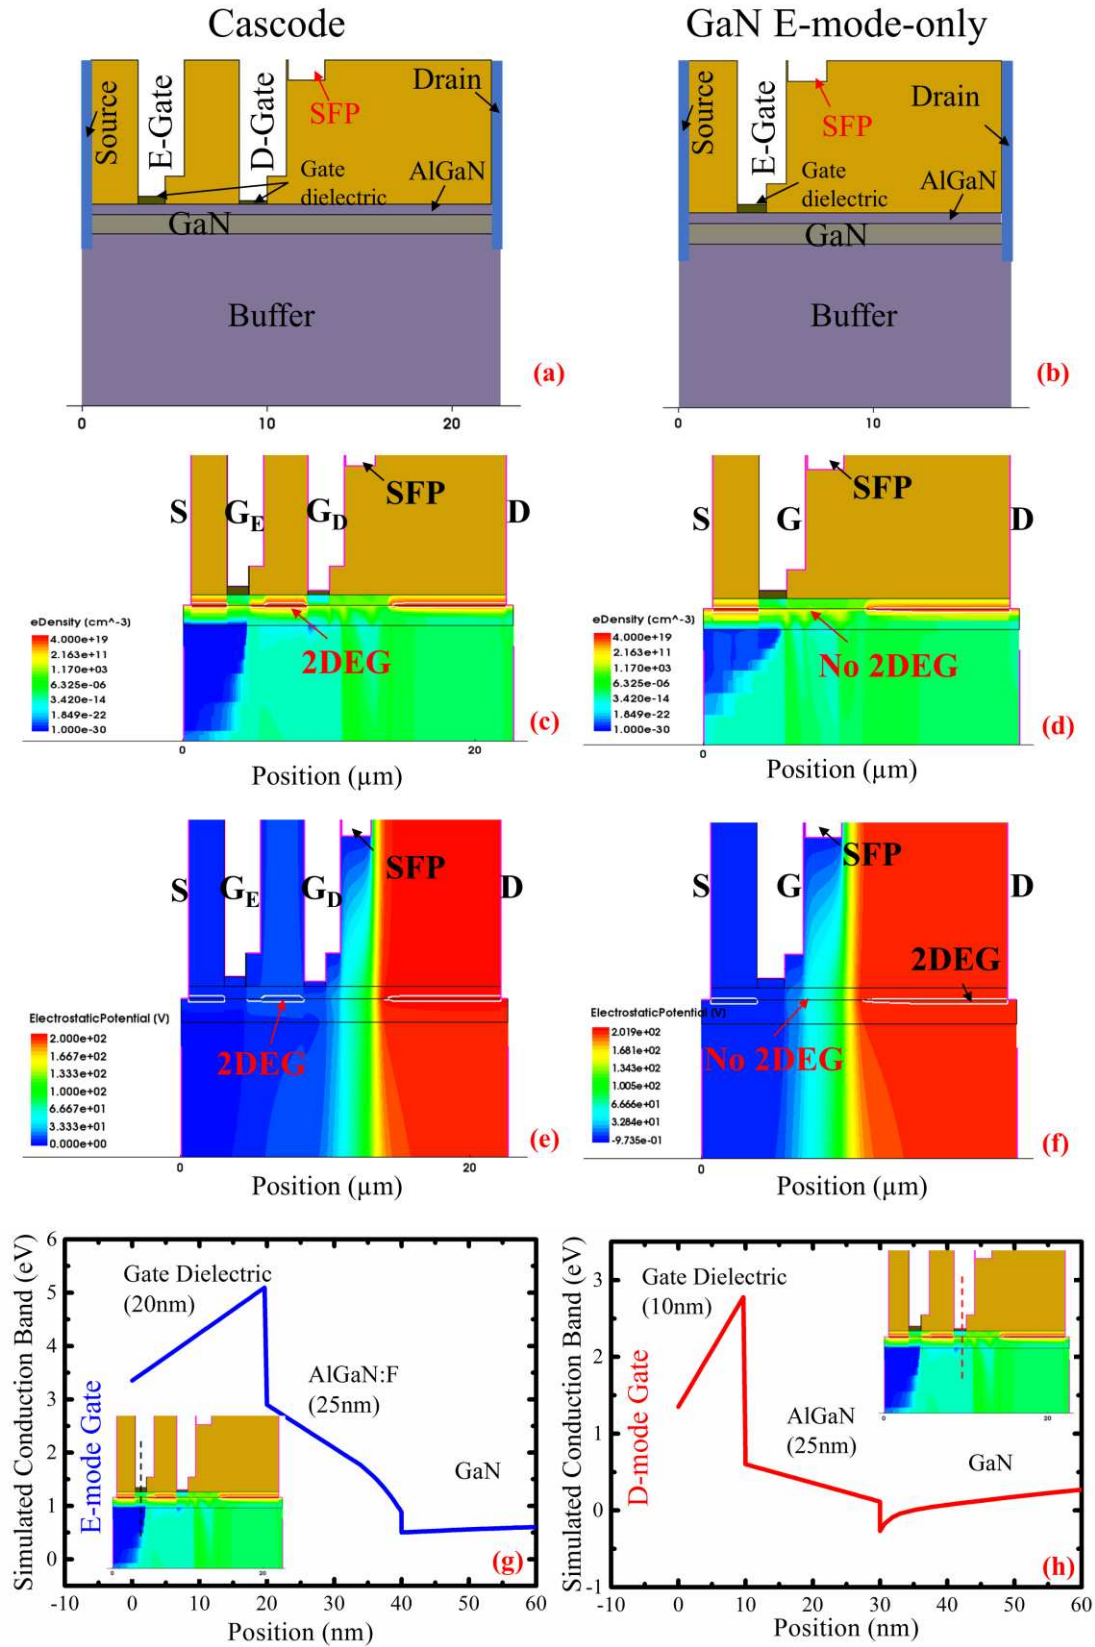 Cascode
GaN E-mode-only
Source
E-Gate
D-Gate
SFP
Drain
Gate
dielectric
AlGaN
GaN
Buffer
(a)
0
10
20
Source
E-Gate
SFP
Drain
Gate
dielectric
AlGaN
GaN
Buffer
(b)
0
10
S
GE
GD
SFP
D
eDensity (cm^-3)
4.000e+19
2.163e+11
1.170e+03
6.325e-06
3.420e-14
1.849e-22
1.000e-30
2DEG
(c)
0
20
Position (µm)
S
G
SFP
D
eDensity (cm^-3)
4.000e+19
2.163e+11
1.170e+03
6.325e-06
3.420e-14
1.849e-22
1.000e-30
No 2DEG
(d)
0
Position (µm)
S
GE
GD
SFP
D
ElectrostaticPotential (V)
2.000e+02
1.667e+02
1.333e+02
1.000e+02
6.667e+01
3.333e+01
0.000e+00
2DEG
(e)
0
20
Position (µm)
S
G
SFP
D
2DEG
ElectrostaticPotential (V)
2.019e+02
1.681e+02
1.343e+02
1.005e+02
6.666e+01
3.284e+01
-9.735e-01
No 2DEG
(f)
0
Position (µm)
Simulated Conduction Band (eV)
E-mode Gate
6
5
4
3
2
1
0
Gate Dielectric
(20nm)
AlGaN:F
(25nm)
GaN
0
20
(g)
-10 0 10 20 30 40 50 60
Position (nm)
Simulated Conduction Band (eV)
D-mode Gate
3
2
1
0
-1
Gate Dielectric
(10nm)
AlGaN
(25nm)
GaN
0
20
(h)
-10 0 10 20 30 40 50 60
Position (nm)